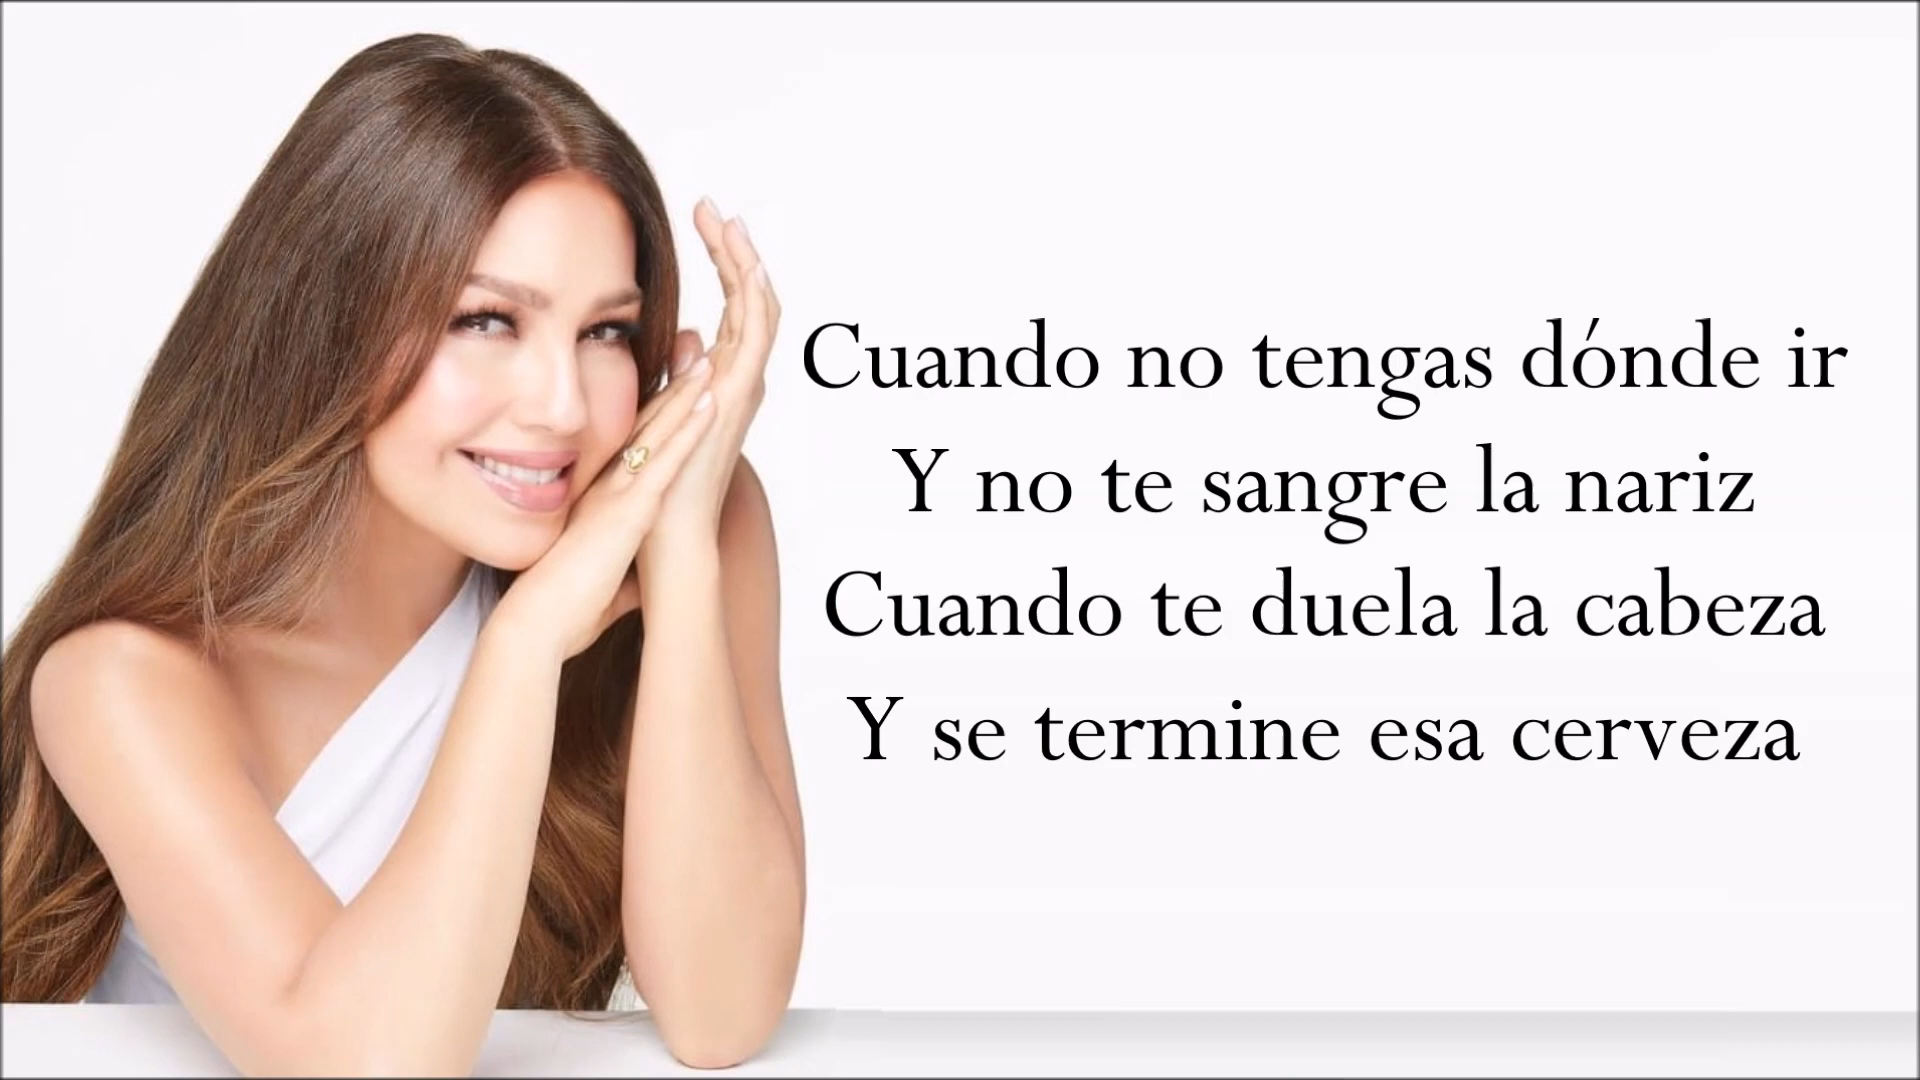 Cuando no tengas dónde ir
Y no te sangre la nariz
Cuando te duela la cabeza
Y se termine esa cerveza